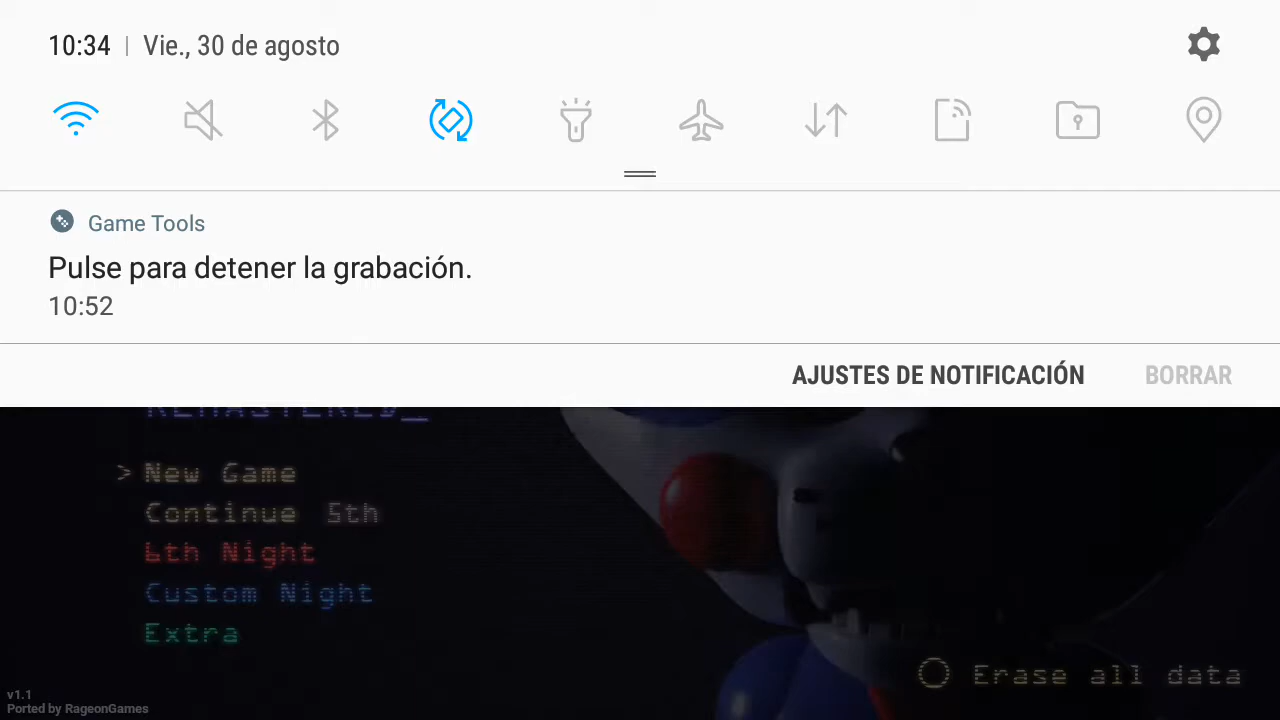 10:34 | Vie., 30 de agosto
Game Tools
Pulse para detener la grabación.
10:52
AJUSTES DE NOTIFICACIÓN BORRAR
REMASTERED_
> New Game
Continue 5th
6th Night
Custom Night
Extra
Erase all data
v1.1
Ported by RageonGames